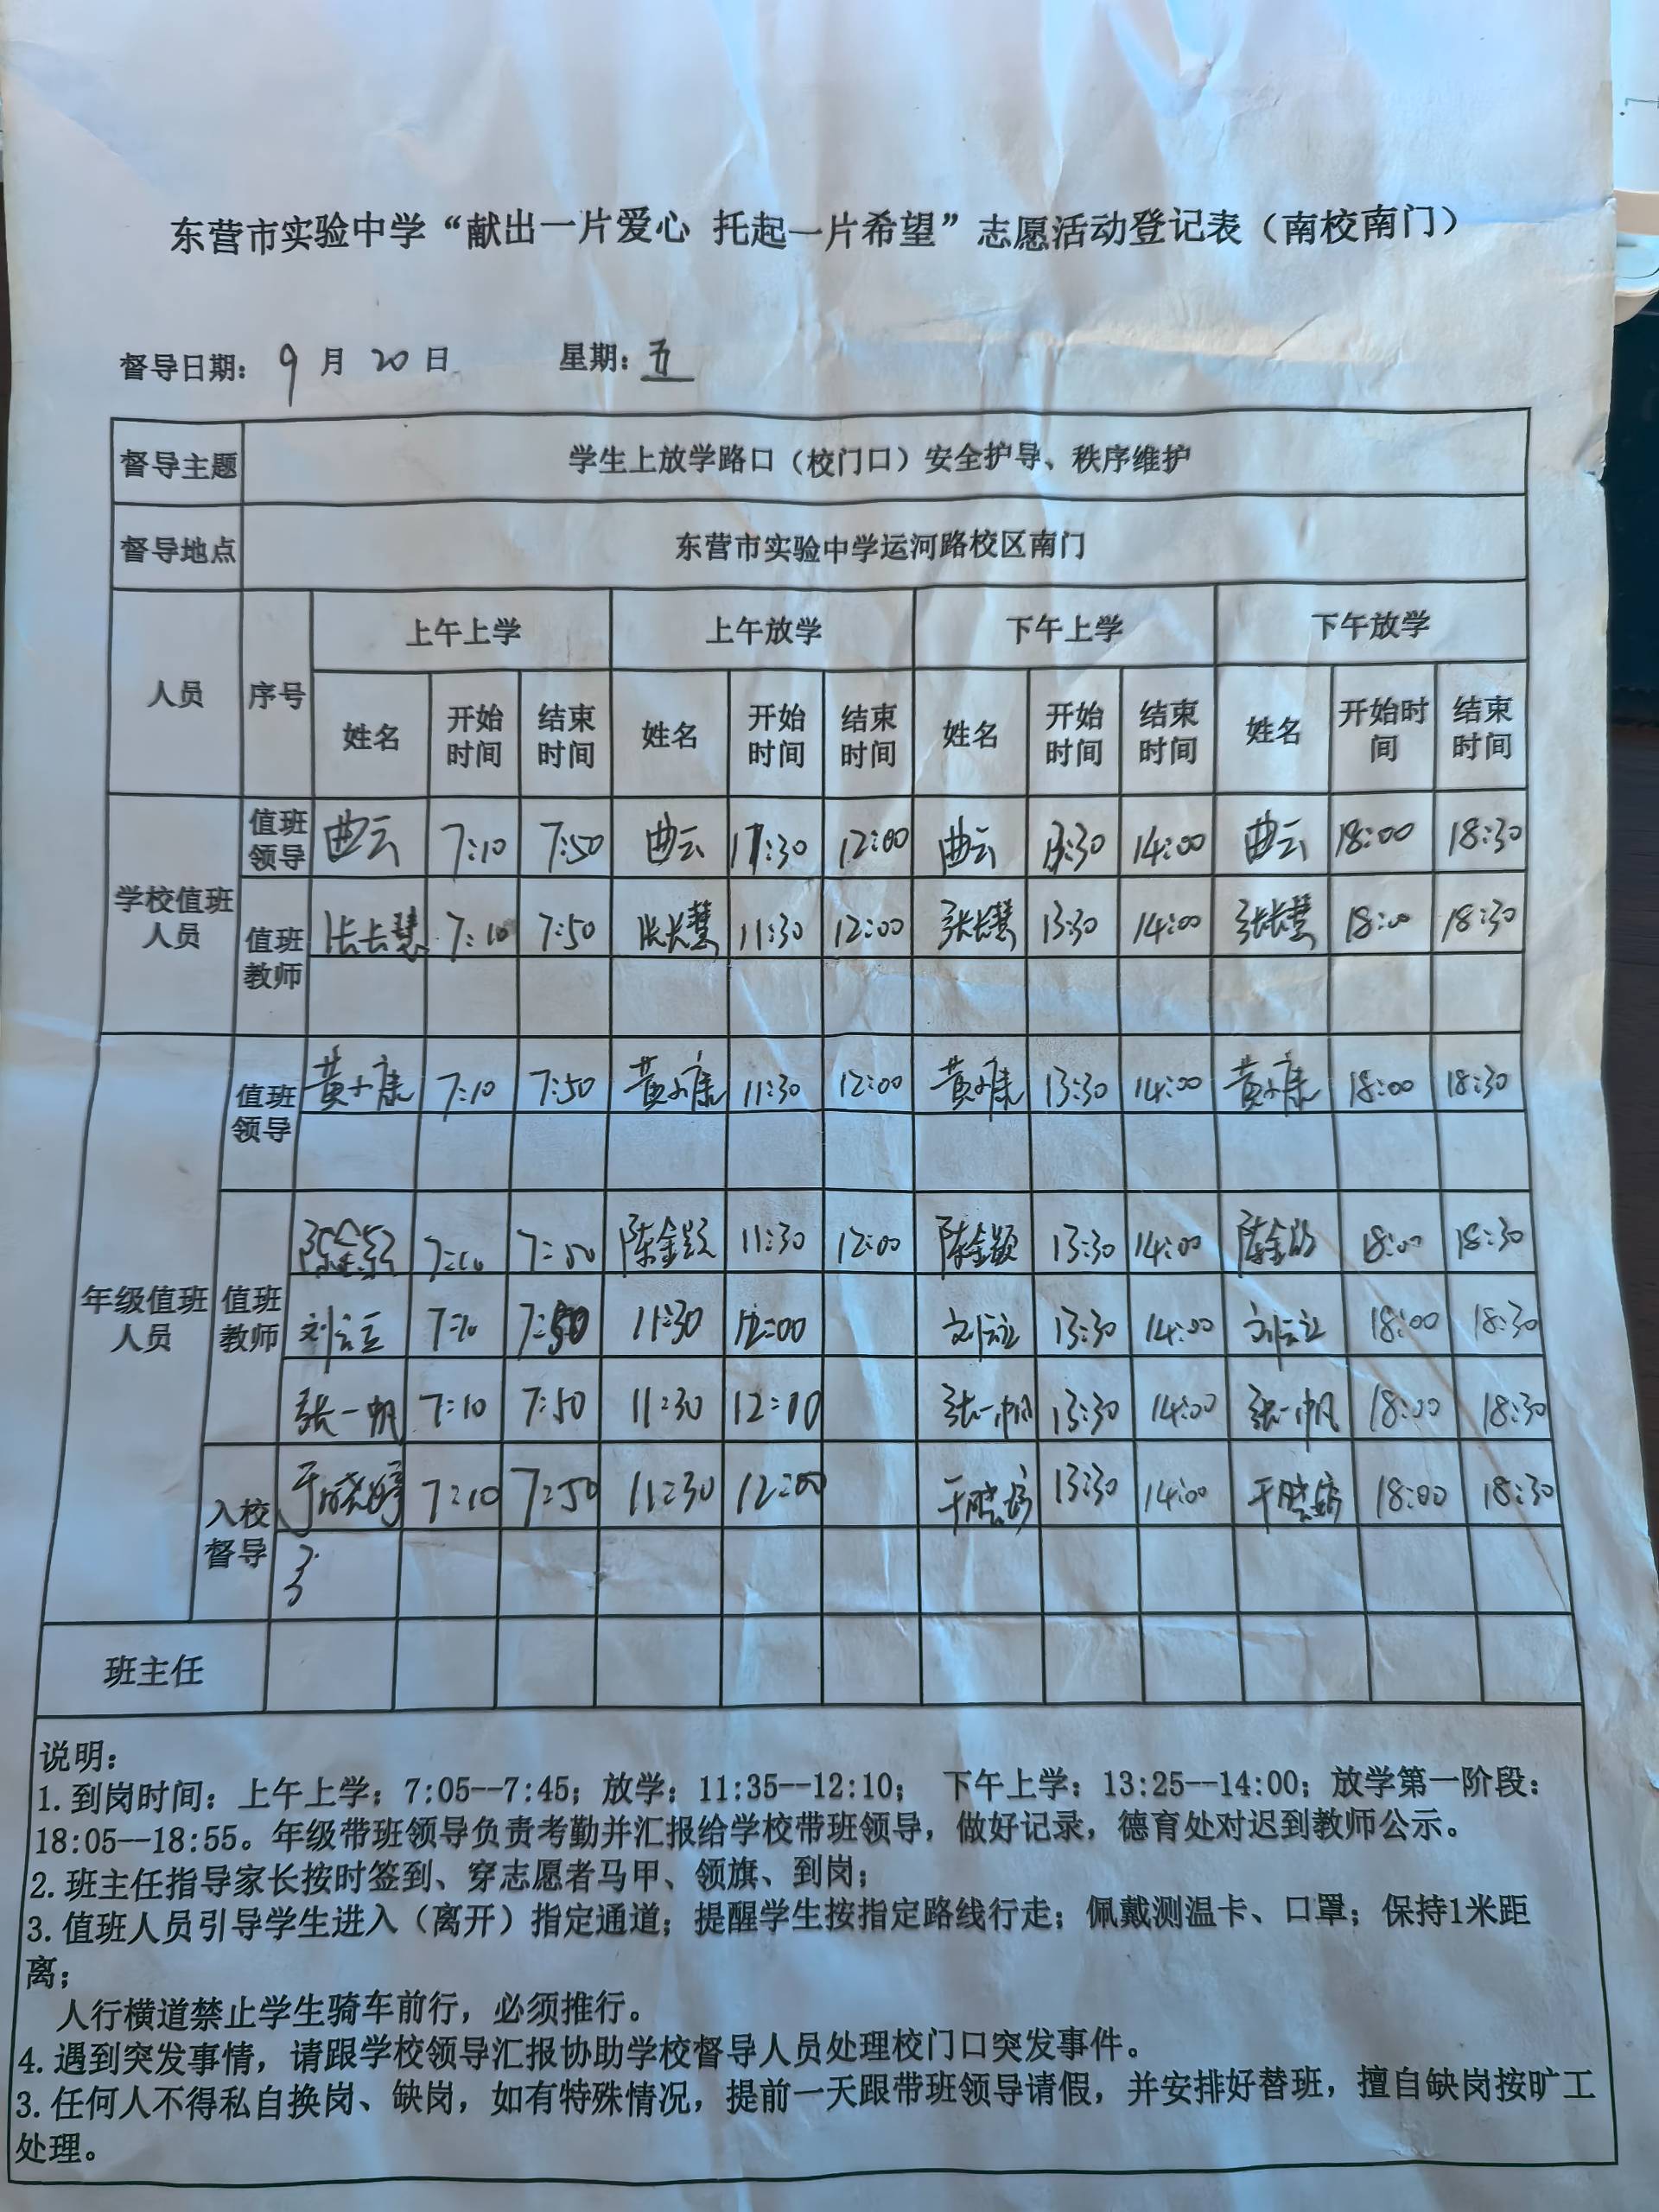 东营市实验中学“献出一片爱心 托起一片希望”志愿活动登记表（南校南门）
督导日期： 9 月 20 日 星期：五
督导主题 学生上放学路口（校门口）安全护导、秩序维护
督导地点 东营市实验中学运河路校区南门
人员 序号 上午上学 上午放学 下午上学 下午放学
姓名 开始时间 结束时间 姓名 开始时间 结束时间 姓名 开始时间 结束时间 姓名 开始时间 结束时间
学校值班人员 值班领导 曲云 7:10 7:50 曲云 11:30 12:00 曲云 13:30 14:00 曲云 18:00 18:30
值班教师 张长慧 7:10 7:50 张长慧 11:30 12:00 张长慧 13:30 14:00 张长慧 18:00 18:30
年级值班人员 值班领导 黄小康 7:10 7:50 黄小康 11:30 12:00 黄小康 13:30 14:00 黄小康 18:00 18:30
值班教师 陈金颖 7:10 7:50 陈金颖 11:30 12:00 陈金颖 13:30 14:00 陈金颖 18:00 18:30
7:10 7:50 11:30 12:00 13:30 14:00 18:00 18:30
张一帆 7:10 7:50 11:30 12:10 张一帆 13:30 14:00 张一帆 18:00 18:30
入校督导 于晓婷 7:10 7:50 11:30 12:00 于晓婷 13:30 14:00 于晓婷 18:00 18:30
班主任
说明：
1.到岗时间：上午上学；7:05--7:45；放学：11:35--12:10； 下午上学：13:25--14:00；放学第一阶段：
18:05--18:55。年级带班领导负责考勤并汇报给学校带班领导，做好记录，德育处对迟到教师公示。
2.班主任指导家长按时签到、穿志愿者马甲、领旗、到岗；
3.值班人员引导学生进入（离开）指定通道；提醒学生按指定路线行走；佩戴测温卡、口罩；保持1米距
离；
人行横道禁止学生骑车前行，必须推行。
4.遇到突发事情，请跟学校领导汇报协助学校督导人员处理校门口突发事件。
3.任何人不得私自换岗、缺岗，如有特殊情况，提前一天跟带班领导请假，并安排好替班，擅自缺岗按旷工
处理。